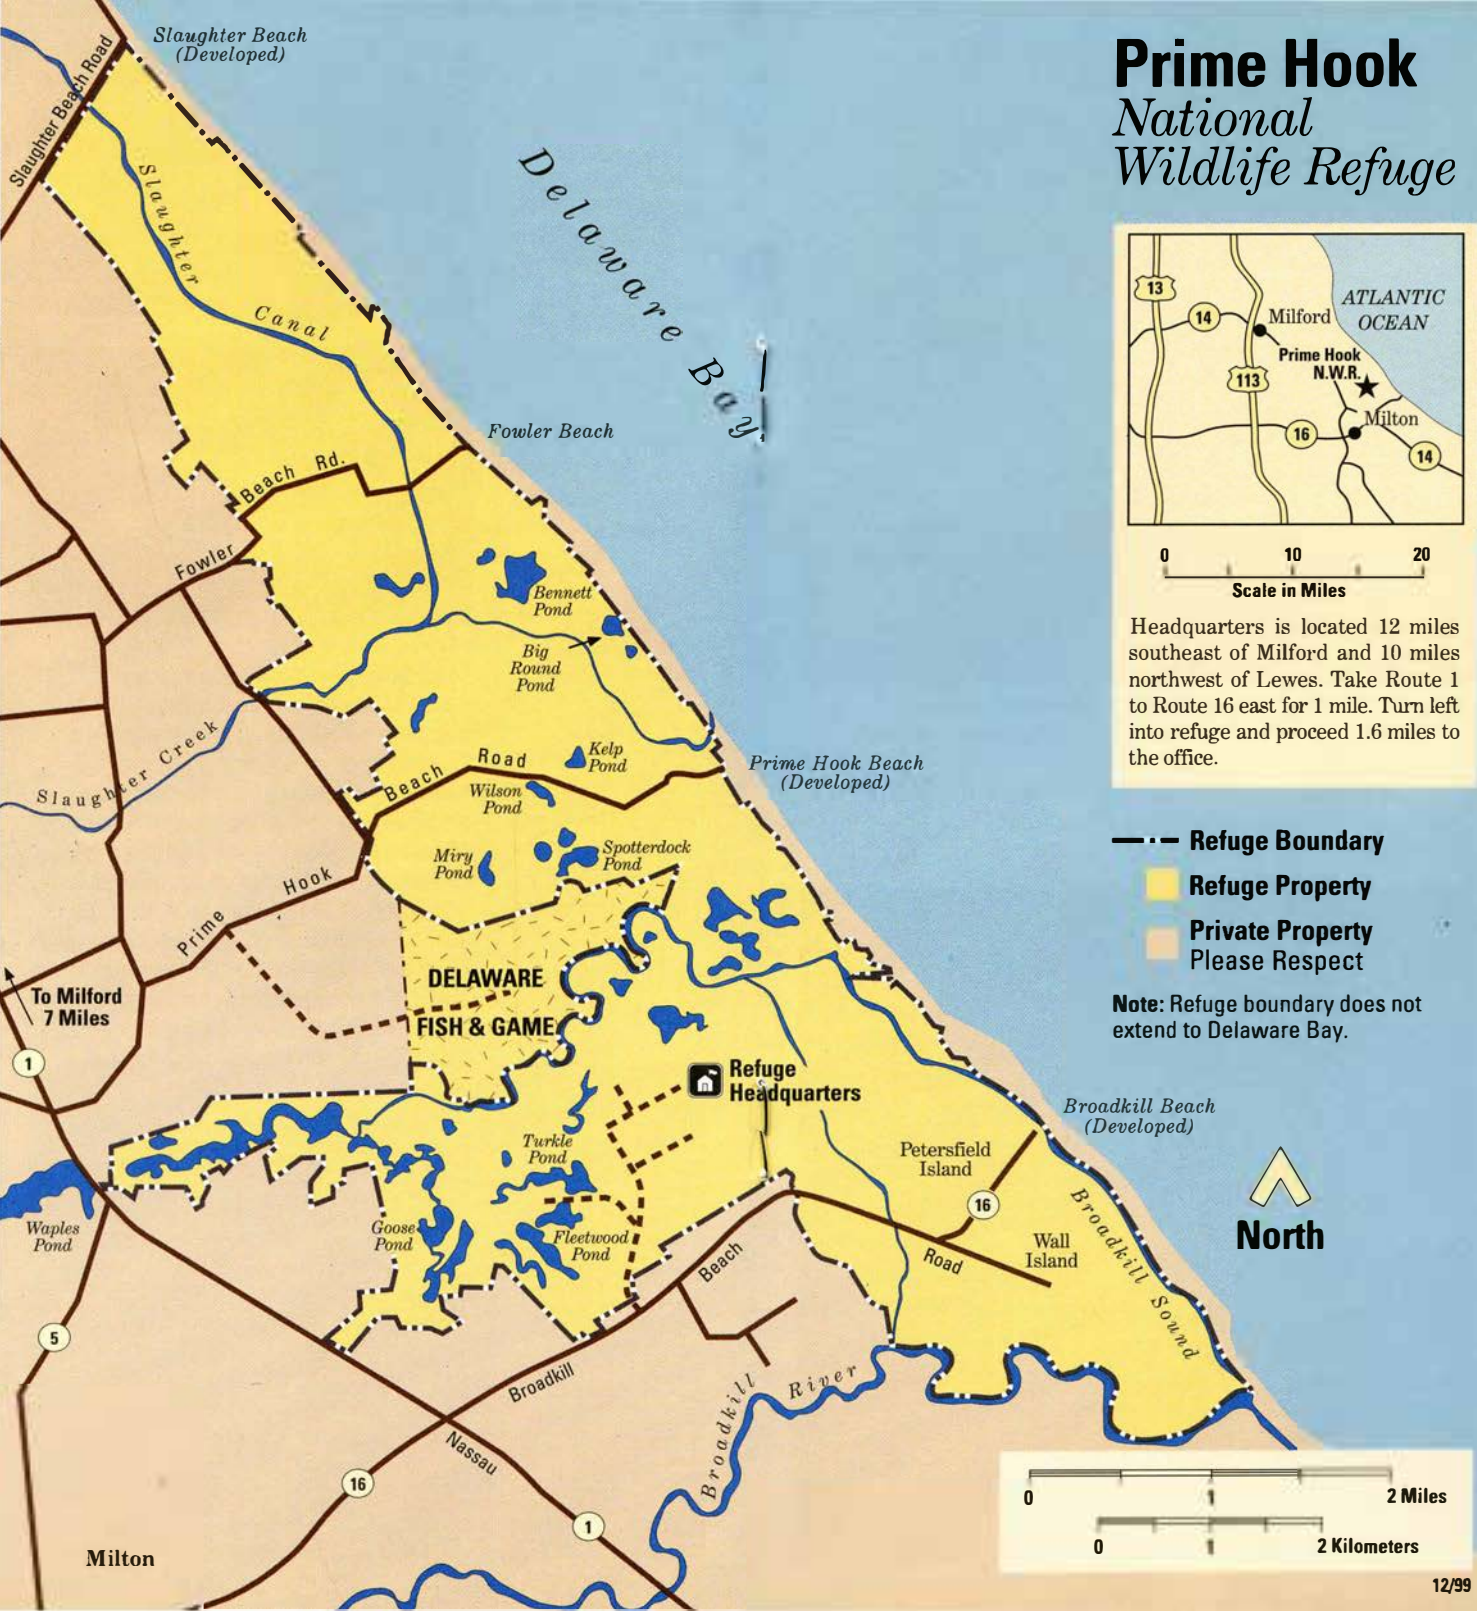 Prime Hook
National
Wildlife Refuge
Slaughter Beach
(Developed)
Slaughter Beach Road
Slaughter
Canal
Delaware Bay
13
14
Milford
ATLANTIC
OCEAN
Prime Hook
N.W.R.
113
Milton
16
14
0 10 20
Scale in Miles
Headquarters is located 12 miles
southeast of Milford and 10 miles
northwest of Lewes. Take Route 1
to Route 16 east for 1 mile. Turn left
into refuge and proceed 1.6 miles to
the office.
Refuge Boundary
Refuge Property
Private Property
Please Respect
Note: Refuge boundary does not
extend to Delaware Bay.
Fowler Beach
Fowler Beach Rd.
Bennett
Pond
Big
Round
Pond
Slaughter Creek
Kelp
Pond
Prime Hook Beach Road
Wilson
Pond
Prime Hook Beach
(Developed)
Miry
Pond
Spotterdock
Pond
DELAWARE
FISH & GAME
To Milford
7 Miles
1
Refuge
Headquarters
Broadkill Beach
(Developed)
Turkle
Pond
Petersfield
Island
16
Waples
Pond
Goose
Pond
Fleetwood
Pond
Wall
Island
Broadkill Sound
North
Broadkill Beach Road
5
Broadkill River
Nassau
16
1
Milton
0 1 2 Miles
0 1 2 Kilometers
12/99